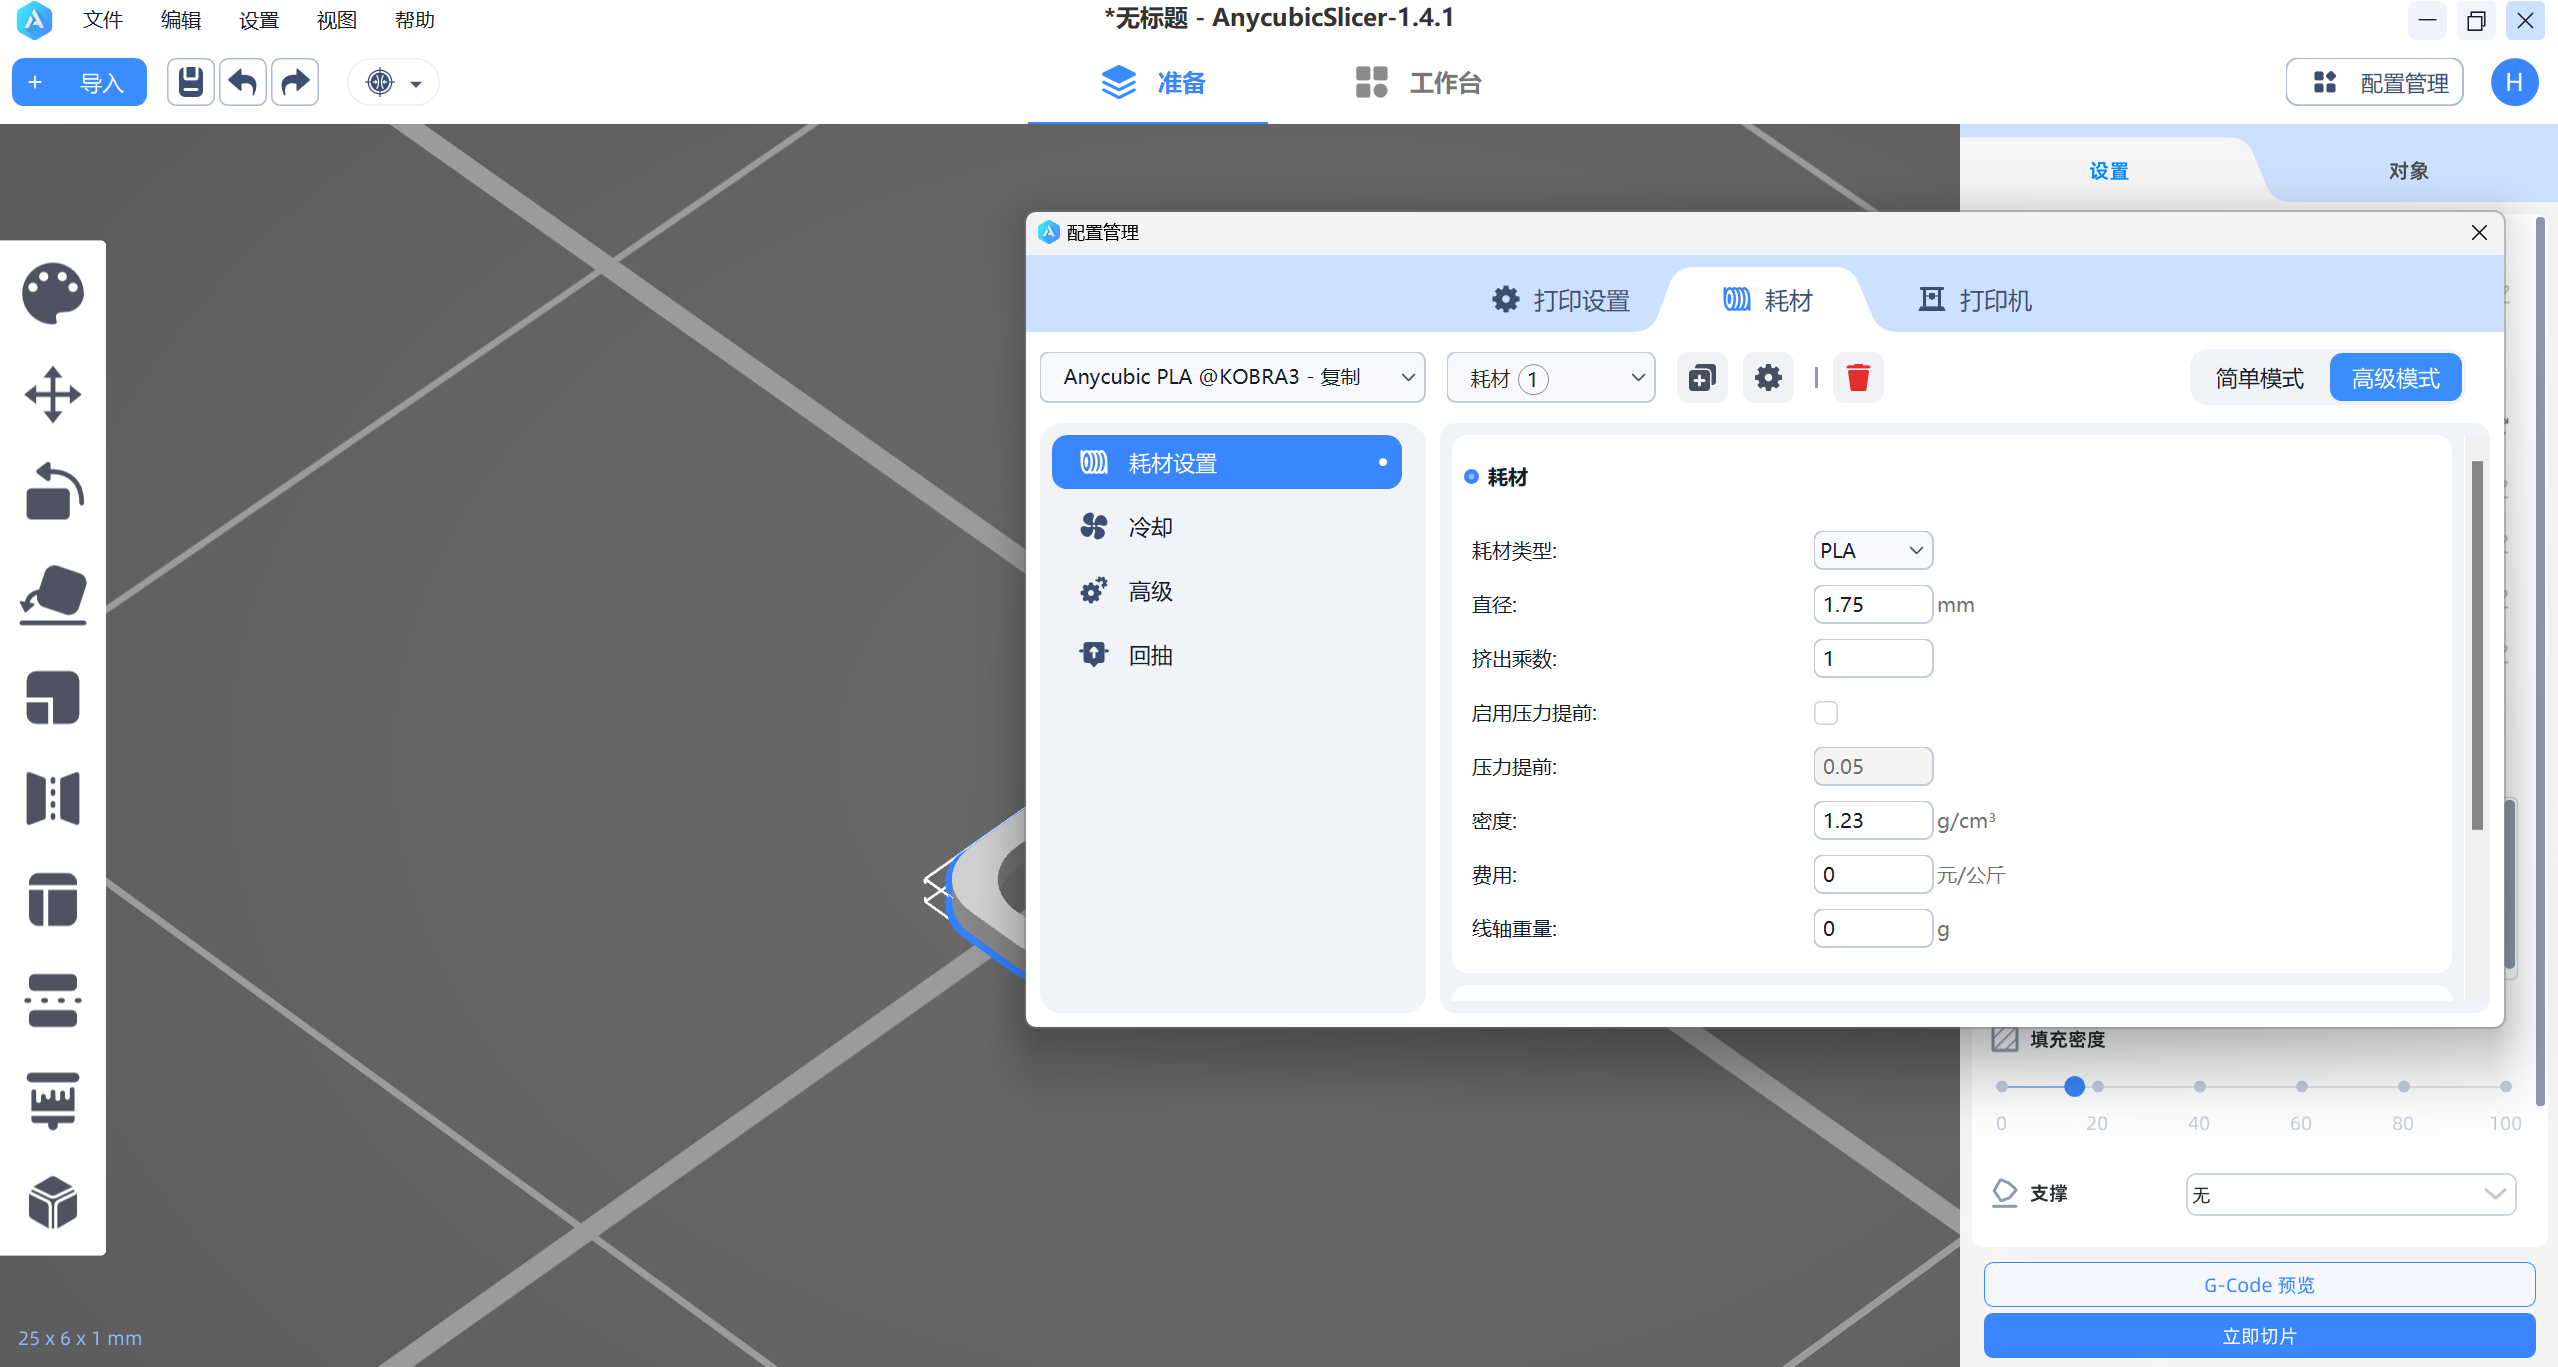 文件 编辑 设置 视图 帮助
*无标题 - AnycubicSlicer-1.4.1
+ 导入
准备
工作台
配置管理
H
设置
对象
配置管理
打印设置
耗材
打印机
Anycubic PLA @KOBRA3 - 复制
耗材 1
简单模式
高级模式
耗材设置
冷却
高级
回抽
耗材
耗材类型: PLA
直径: 1.75 mm
挤出乘数: 1
启用压力提前:
压力提前: 0.05
密度: 1.23 g/cm³
费用: 0 元/公斤
线轴重量: 0 g
填充密度
0 20 40 60 80 100
支撑 无
G-Code 预览
立即切片
25 x 6 x 1 mm